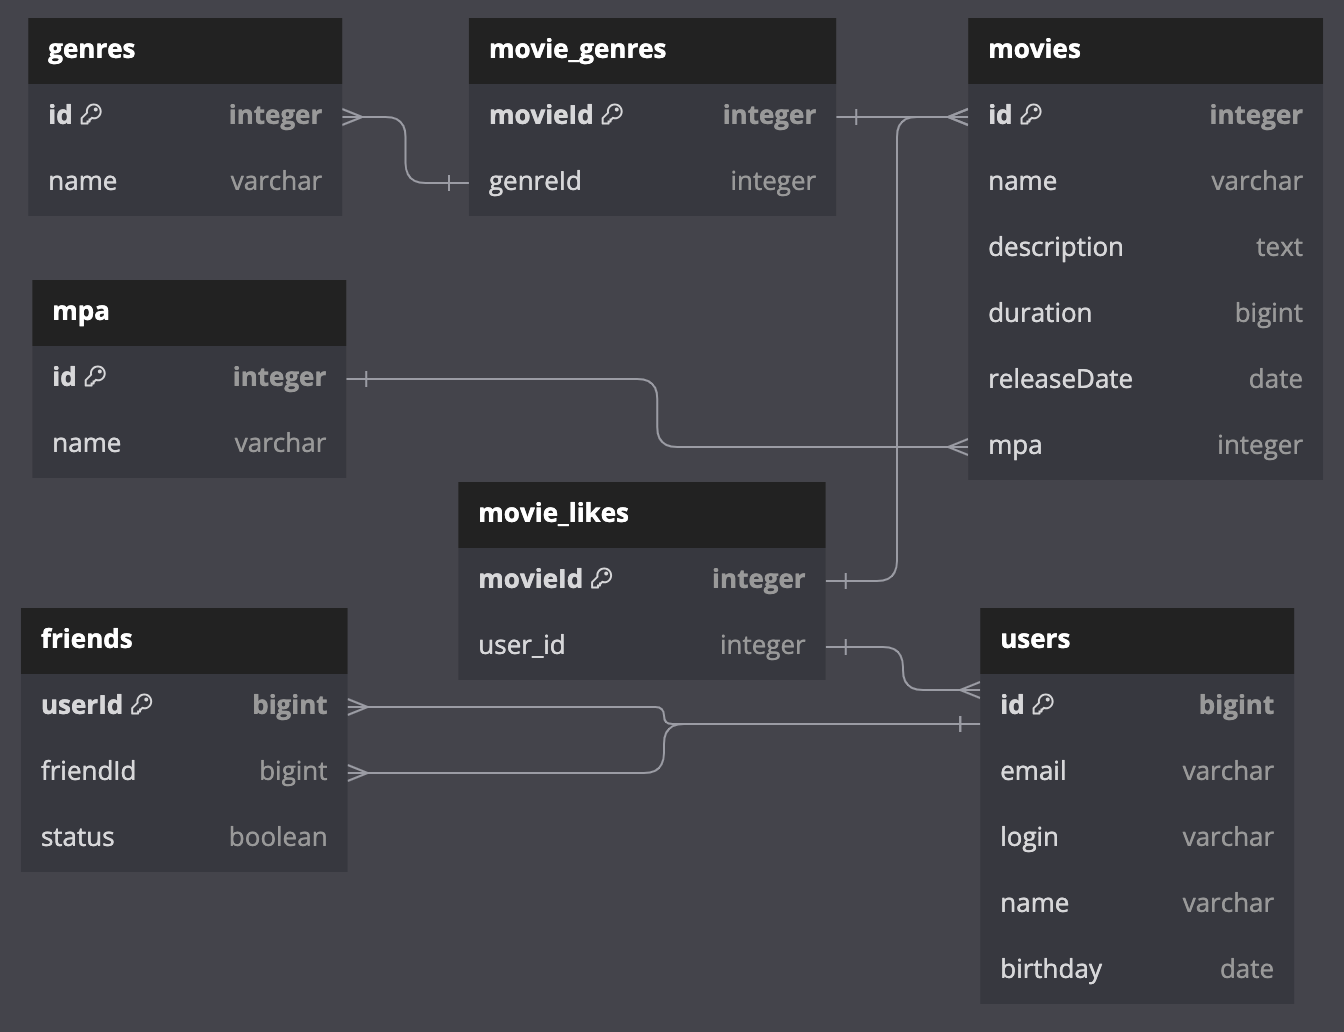 genres
id integer
name varchar
movie_genres
movieId integer
genreId integer
movies
id integer
name varchar
description text
duration bigint
releaseDate date
mpa integer
mpa
id integer
name varchar
movie_likes
movieId integer
user_id integer
friends
userId bigint
friendId bigint
status boolean
users
id bigint
email varchar
login varchar
name varchar
birthday date